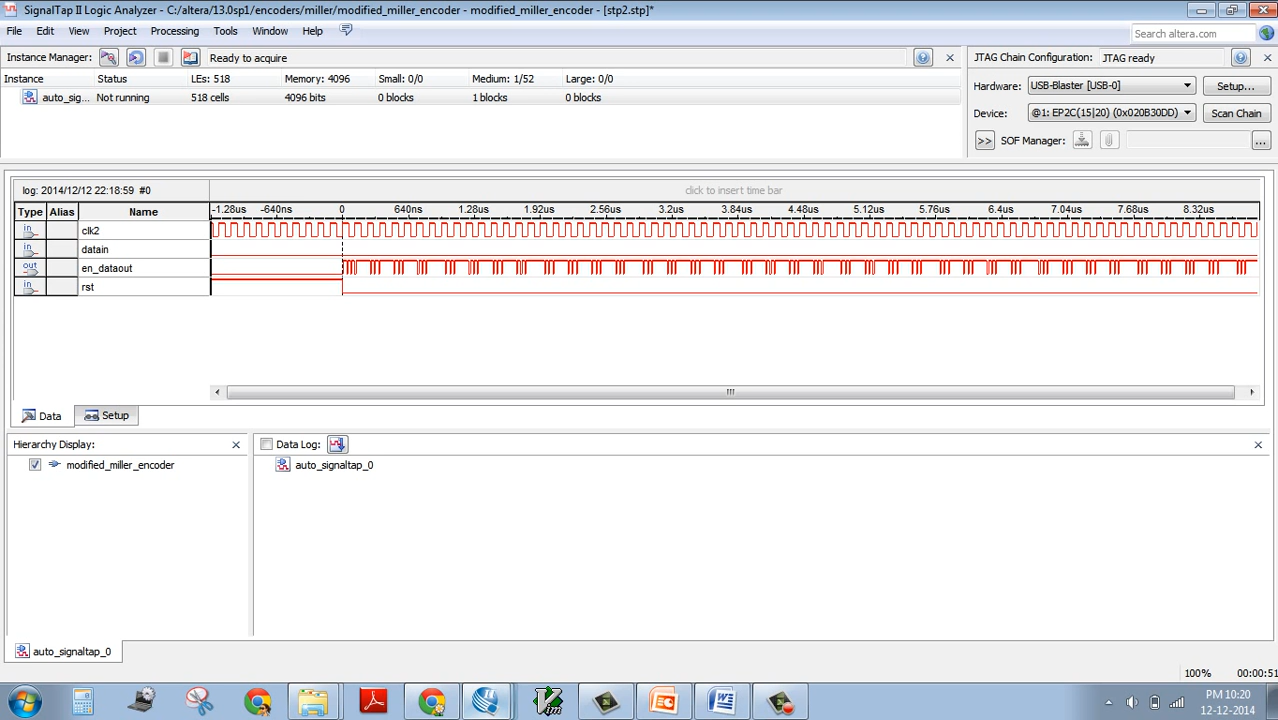 SignalTap II Logic Analyzer - C:/altera/13.0sp1/encoders/miller/modified_miller_encoder - modified_miller_encoder - [stp2.stp]*
File Edit View Project Processing Tools Window Help
Search altera.com
Instance Manager: Ready to acquire
JTAG Chain Configuration: JTAG ready
Instance Status LEs: 518 Memory: 4096 Small: 0/0 Medium: 1/52 Large: 0/0
auto_sig... Not running 518 cells 4096 bits 0 blocks 1 blocks 0 blocks
Hardware: USB-Blaster [USB-0] Setup...
Device: @1: EP2C(15|20) (0x020B30DD) Scan Chain
>> SOF Manager: ...
log: 2014/12/12 22:18:59 #0
click to insert time bar
Type Alias Name
-1.28us -640ns 0 640ns 1.28us 1.92us 2.56us 3.2us 3.84us 4.48us 5.12us 5.76us 6.4us 7.04us 7.68us 8.32us
in clk2
in datain
out en_dataout
in rst
Data Setup
Hierarchy Display:
modified_miller_encoder
Data Log:
auto_signaltap_0
auto_signaltap_0
100% 00:00:51
PM 10:20
12-12-2014